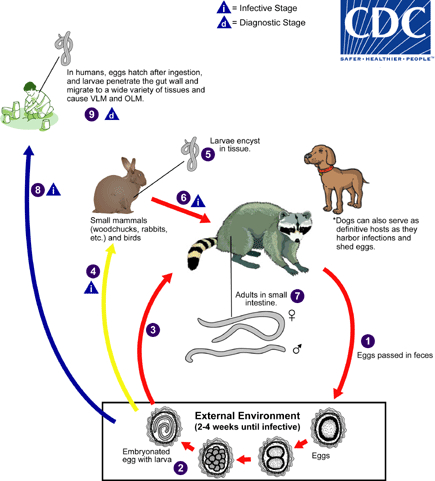 i = Infective Stage
d = Diagnostic Stage
CDC
SAFER • HEALTHIER • PEOPLE™
In humans, eggs hatch after ingestion,
and larvae penetrate the gut wall and
migrate to a wide variety of tissues and
cause VLM and OLM.
9 d
Larvae encyst
in tissue.
5
8 i
6 i
Small mammals
(woodchucks, rabbits,
etc.) and birds
*Dogs can also serve as
definitive hosts as they
harbor infections and
shed eggs.
4
i
Adults in small
intestine.
7
♀
♂
3
1
Eggs passed in feces
External Environment
(2-4 weeks until infective)
Embryonated
egg with larva
2
Eggs